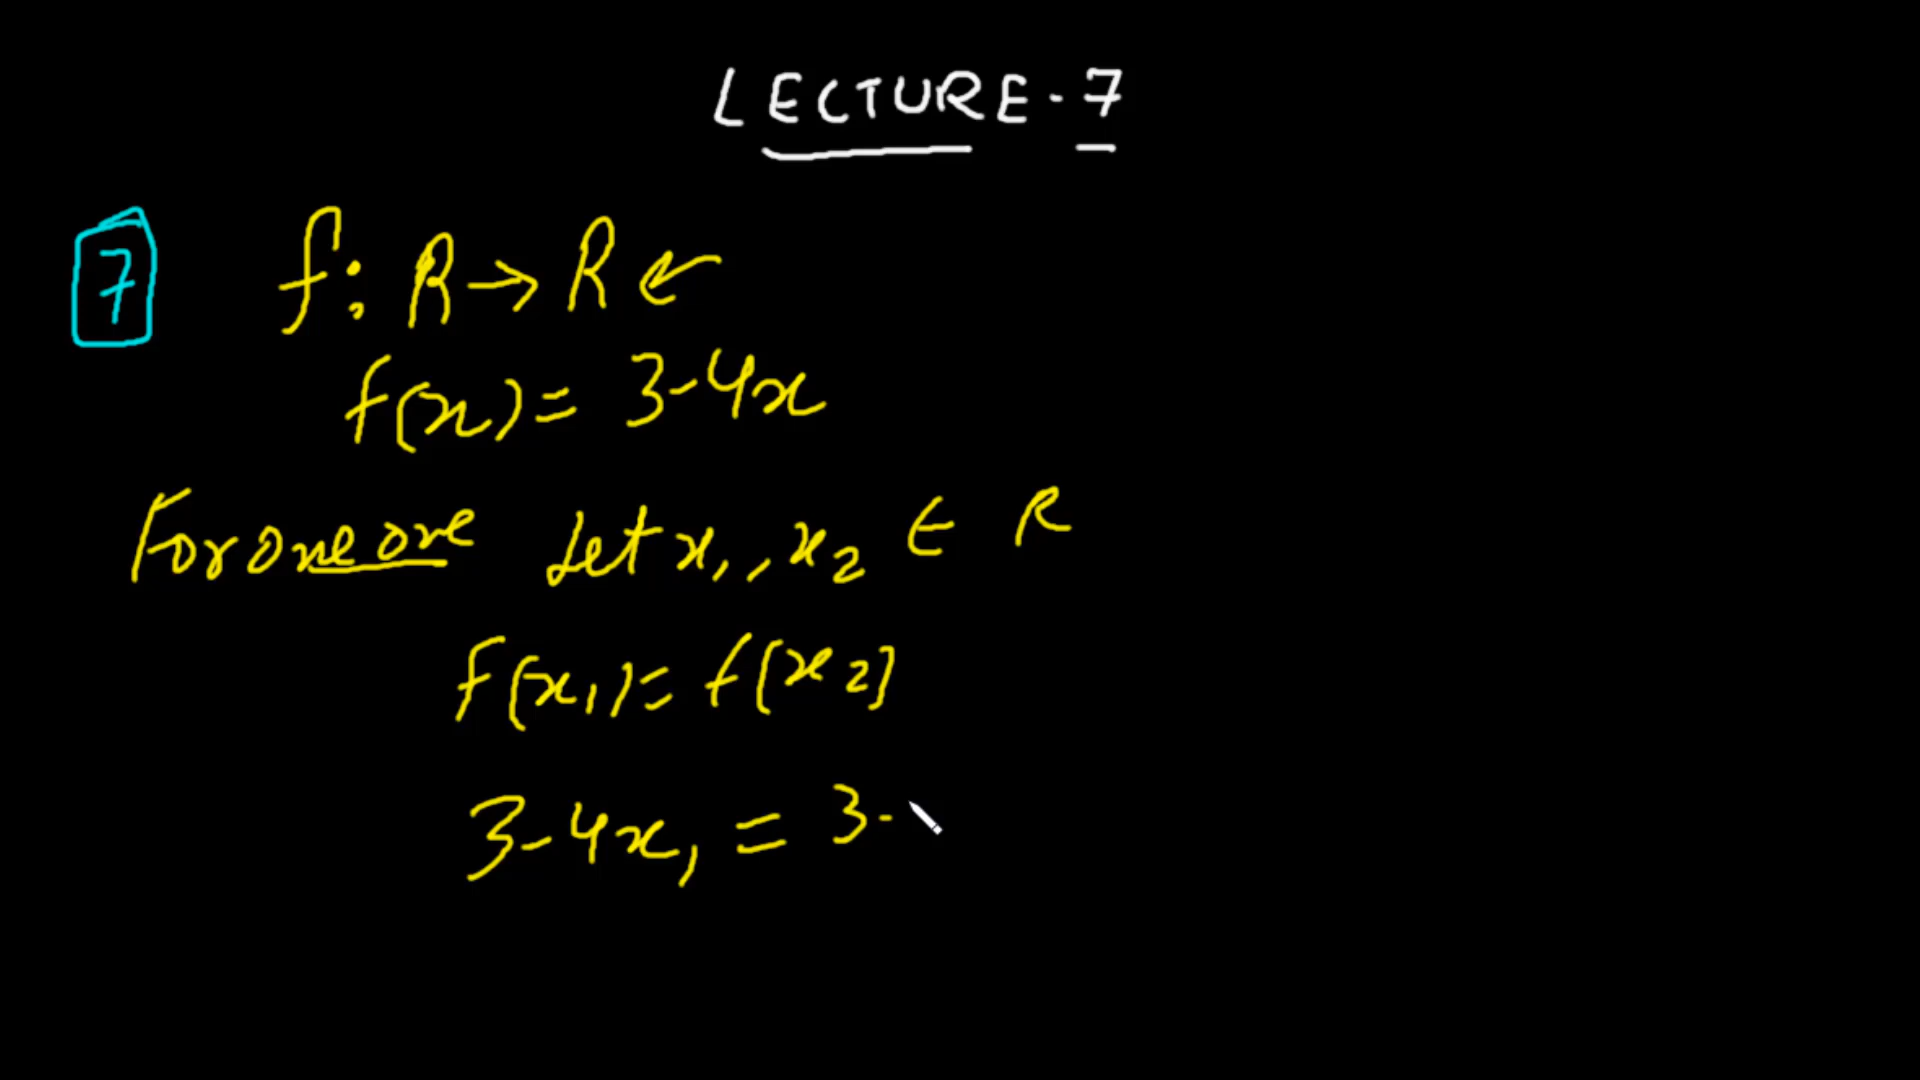 LECTURE-7
7 f: R→R
f(x) = 3-4x
For one one Let x₁, x₂ ∈ R
f(x₁) = f(x₂)
3-4x₁ = 3-